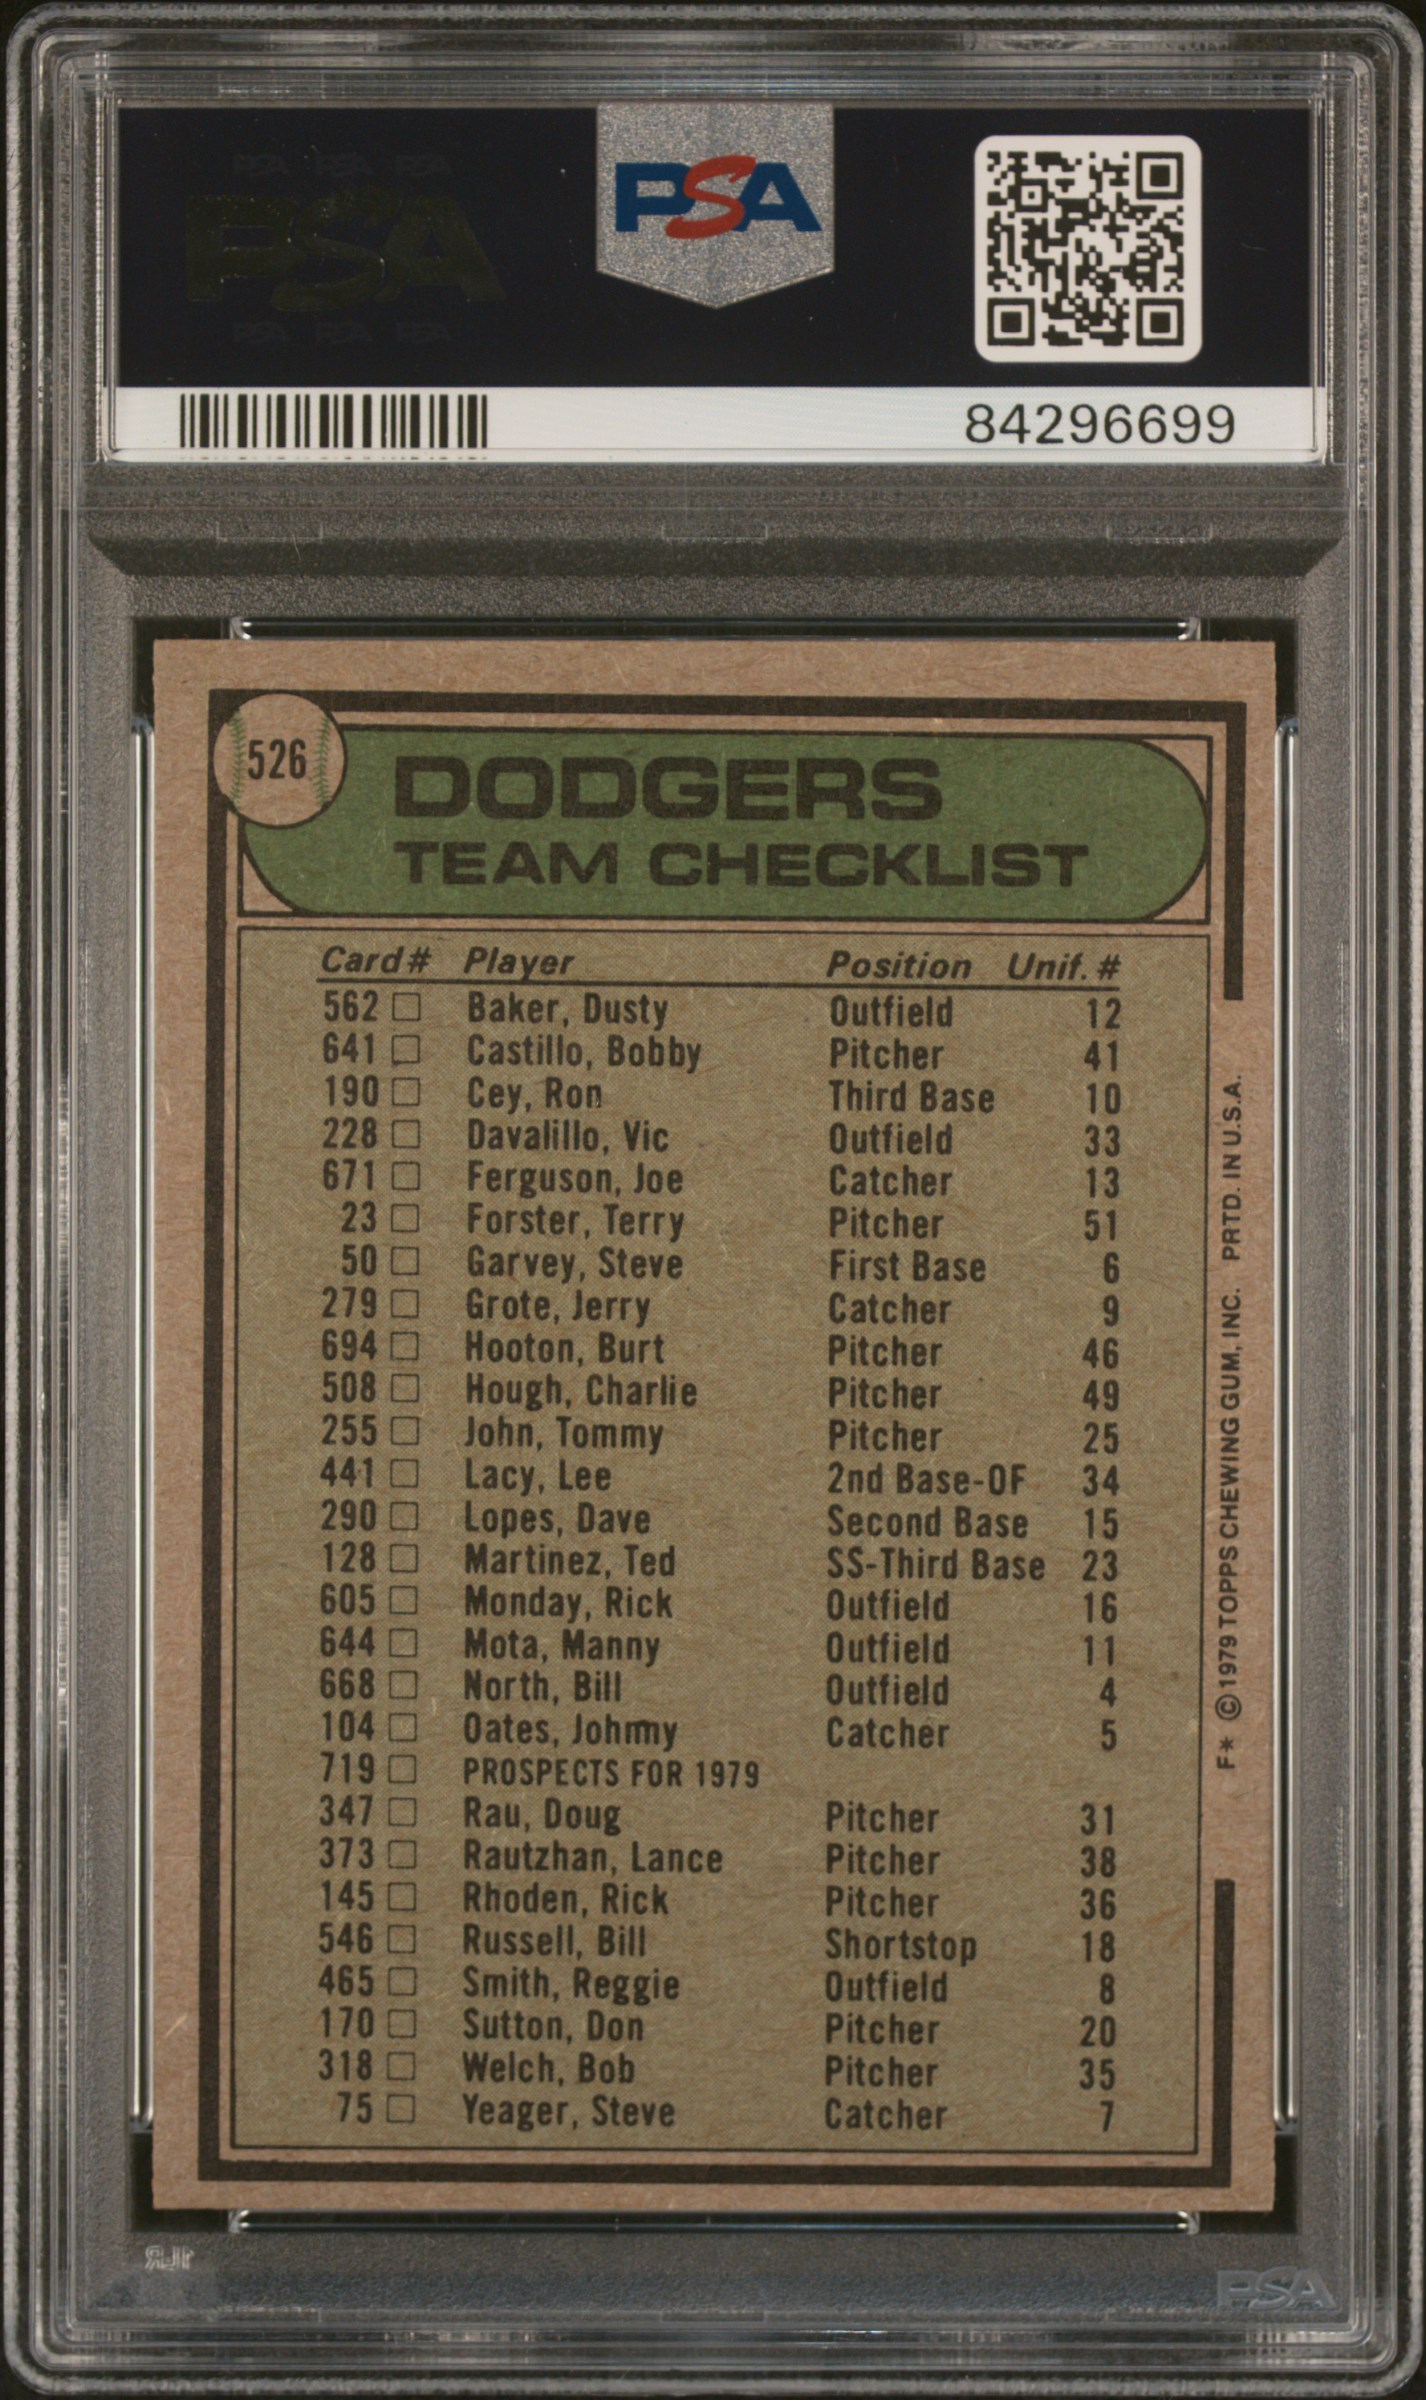 PSA PSA PSA
PSA
PSA PSA PSA
PSA
84296699
526
DODGERS
TEAM CHECKLIST
Card # Player Position Unif. #
562 Baker, Dusty Outfield 12
641 Castillo, Bobby Pitcher 41
190 Cey, Ron Third Base 10
228 Davalillo, Vic Outfield 33
671 Ferguson, Joe Catcher 13
23 Forster, Terry Pitcher 51
50 Garvey, Steve First Base 6
279 Grote, Jerry Catcher 9
694 Hooton, Burt Pitcher 46
508 Hough, Charlie Pitcher 49
255 John, Tommy Pitcher 25
441 Lacy, Lee 2nd Base-OF 34
290 Lopes, Dave Second Base 15
128 Martinez, Ted SS-Third Base 23
605 Monday, Rick Outfield 16
644 Mota, Manny Outfield 11
668 North, Bill Outfield 4
104 Oates, Johnny Catcher 5
719 PROSPECTS FOR 1979
347 Rau, Doug Pitcher 31
373 Rautzhan, Lance Pitcher 38
145 Rhoden, Rick Pitcher 36
546 Russell, Bill Shortstop 18
465 Smith, Reggie Outfield 8
170 Sutton, Don Pitcher 20
318 Welch, Bob Pitcher 35
75 Yeager, Steve Catcher 7
F* © 1979 TOPPS CHEWING GUM, INC. PRTD. IN U.S.A.
PSA